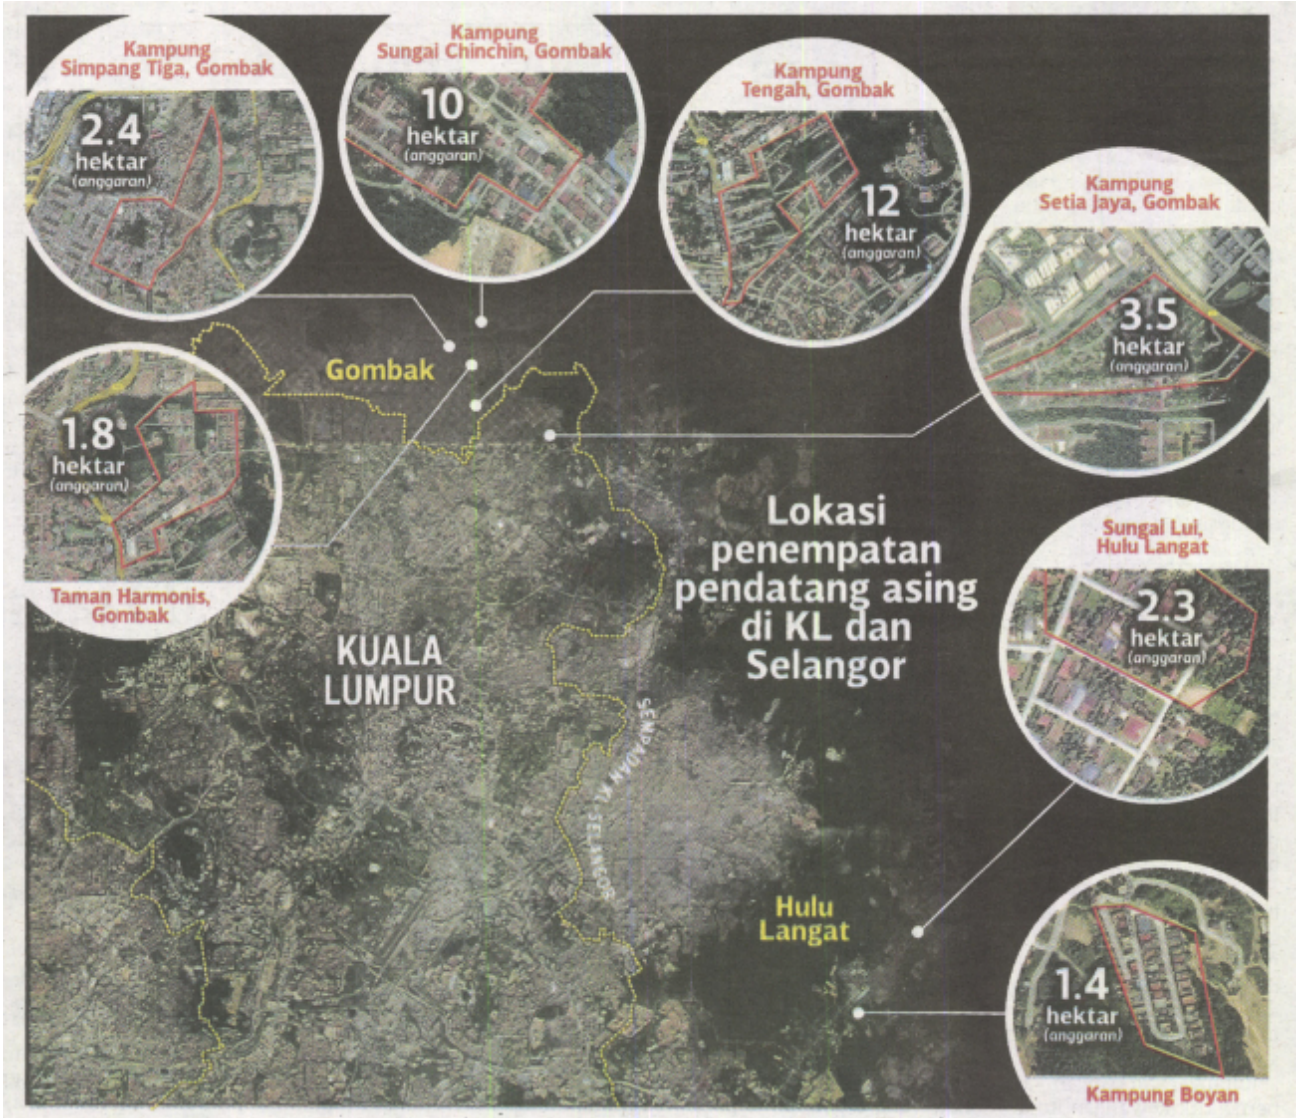 Kampung
Simpang Tiga, Gombak
2.4
hektar
(anggaran)
Kampung
Sungai Chinchin, Gombak
10
hektar
(anggaran)
Kampung
Tengah, Gombak
12
hektar
(anggaran)
Kampung
Setia Jaya, Gombak
3.5
hektar
(anggaran)
Gombak
1.8
hektar
(anggaran)
Taman Harmonis,
Gombak
Lokasi
penempatan
pendatang asing
di KL dan
Selangor
KUALA
LUMPUR
SEMPADAN KL SELANGOR
Sungai Lui,
Hulu Langat
2.3
hektar
(anggaran)
Hulu
Langat
1.4
hektar
(anggaran)
Kampung Boyan